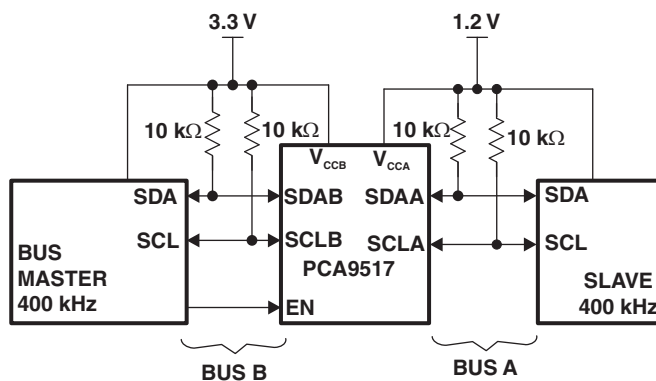 3.3 V
1.2 V
10 kΩ
10 kΩ
10 kΩ
10 kΩ
VCCB
VCCA
SDA
SDAB
SDAA
SDA
SCL
SCLB
SCLA
SCL
BUS
MASTER
400 kHz
PCA9517
EN
SLAVE
400 kHz
BUS B
BUS A